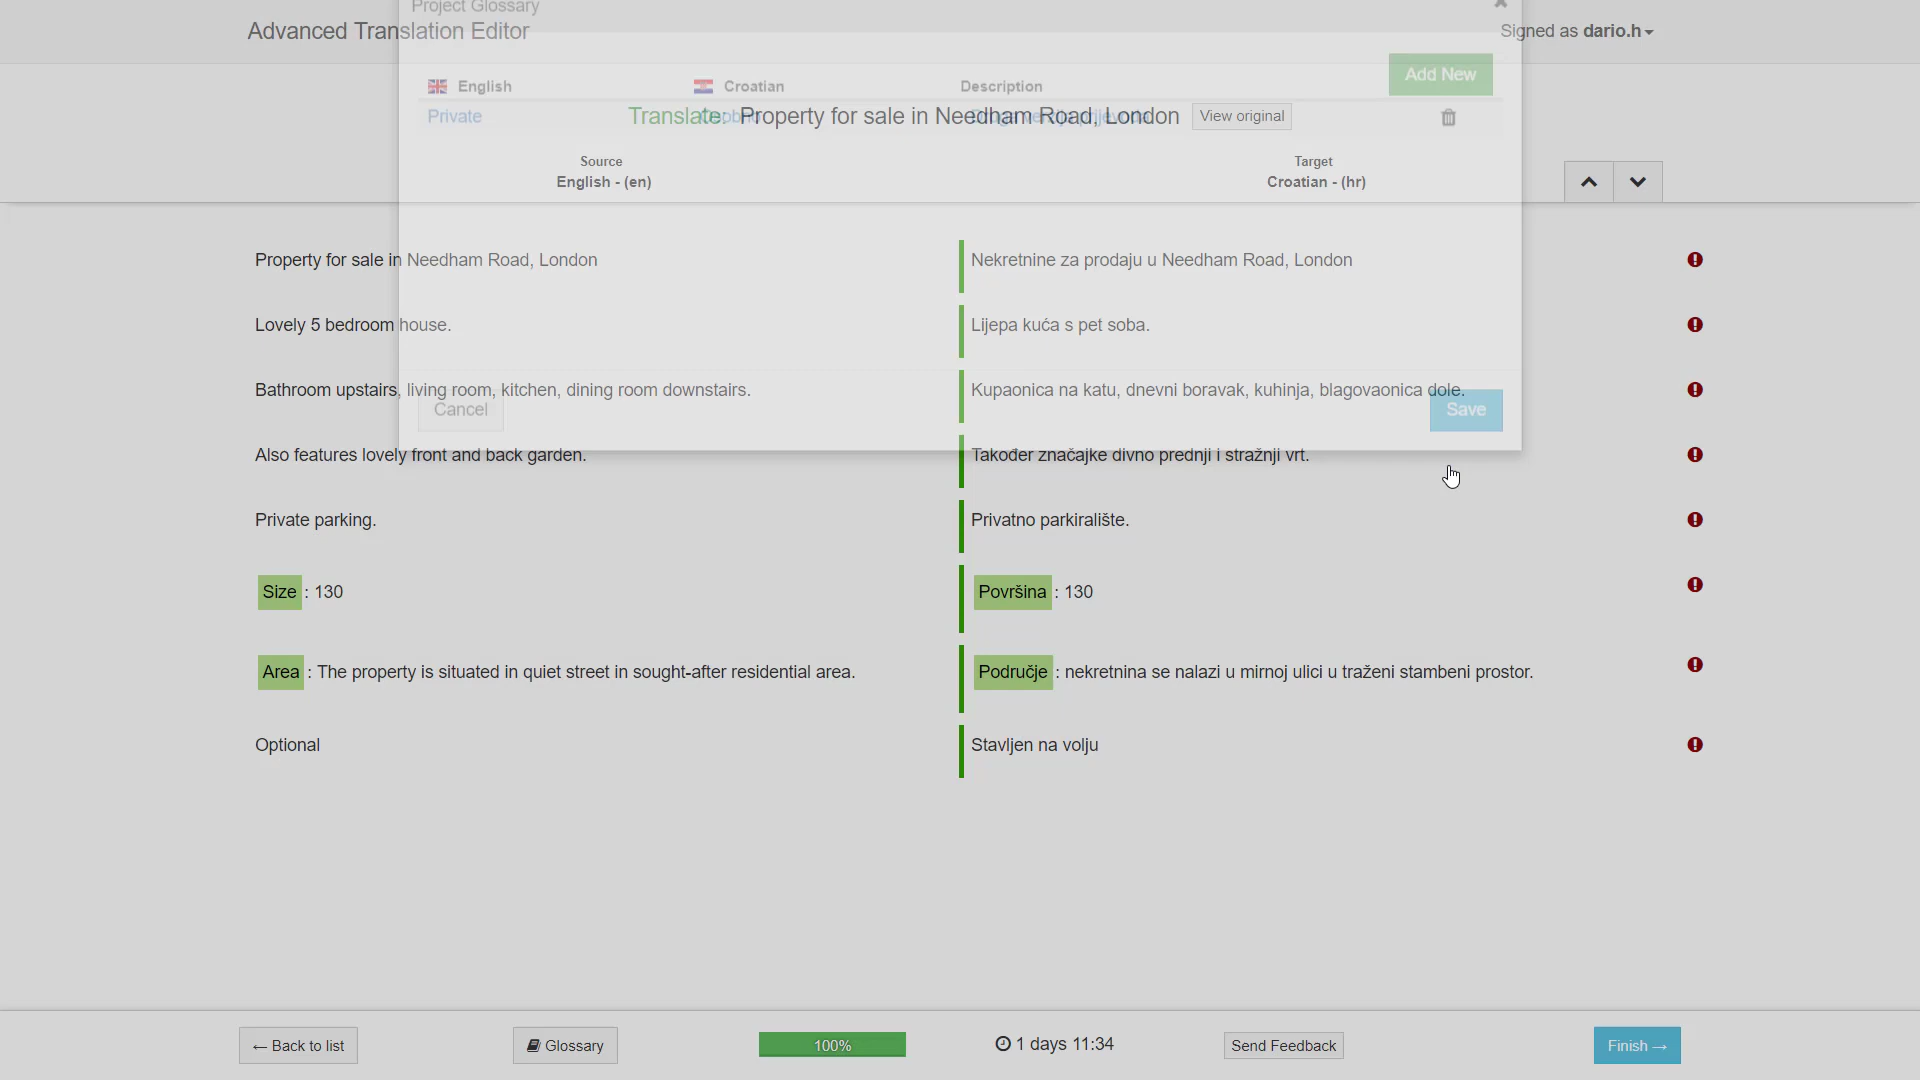 Project Glossary
Advanced Translation Editor
Signed as dario.h
Add New
English
Croatian
Description
Private
Translate: Property for sale in Needham Road, London
View original
Source
English - (en)
Target
Croatian - (hr)
Property for sale in Needham Road, London
Nekretnine za prodaju u Needham Road, London
Lovely 5 bedroom house.
Lijepa kuća s pet soba.
Bathroom upstairs, living room, kitchen, dining room downstairs.
Kupaonica na katu, dnevni boravak, kuhinja, blagovaonica dole.
Cancel
Save
Also features lovely front and back garden.
Također značajke divno prednji i stražnji vrt.
Private parking.
Privatno parkiralište.
Size : 130
Površina : 130
Area : The property is situated in quiet street in sought-after residential area.
Područje : nekretnina se nalazi u mirnoj ulici u traženi stambeni prostor.
Optional
Stavljen na volju
← Back to list
Glossary
100%
1 days 11:34
Send Feedback
Finish →